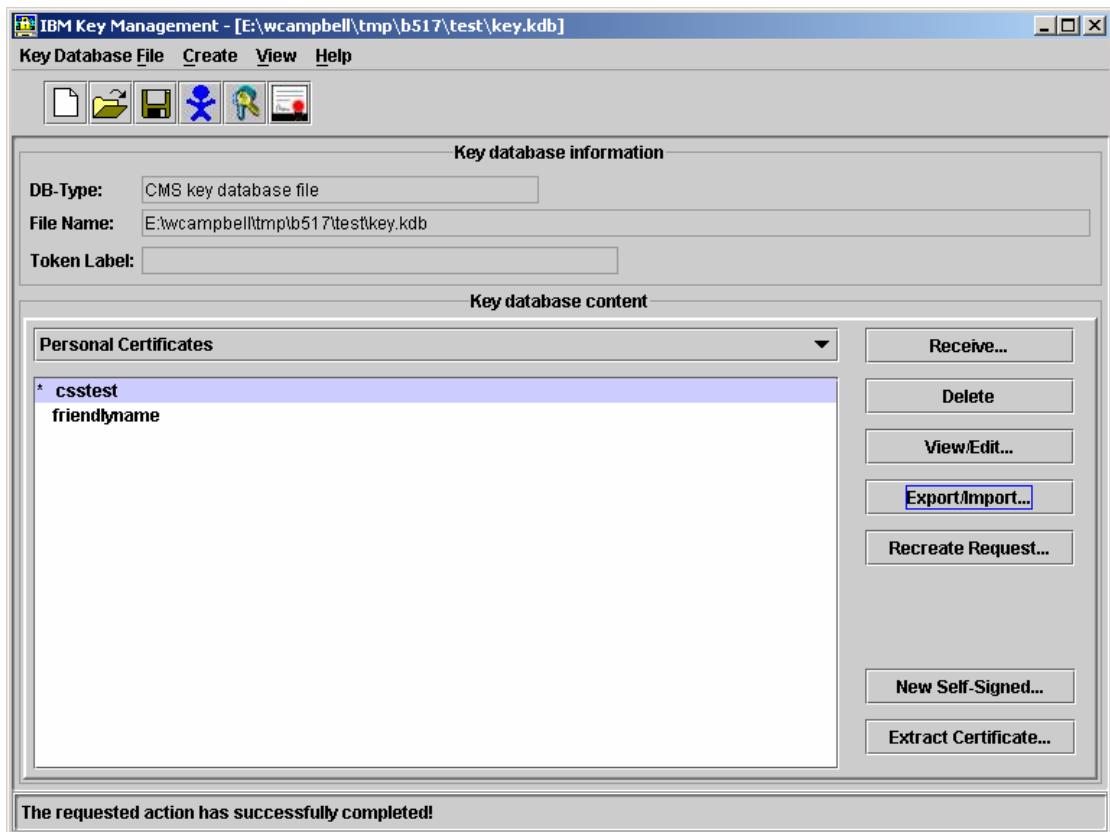 IBM Key Management - [E:\wcampbell\tmp\b517\test\key.kdb]
Key Database File Create View Help
Key database information
DB-Type: CMS key database file
File Name: E:\wcampbell\tmp\b517\test\key.kdb
Token Label:
Key database content
Personal Certificates
Receive...
* csstest
Delete
friendlyname
View/Edit...
Export/Import...
Recreate Request...
New Self-Signed...
Extract Certificate...
The requested action has successfully completed!